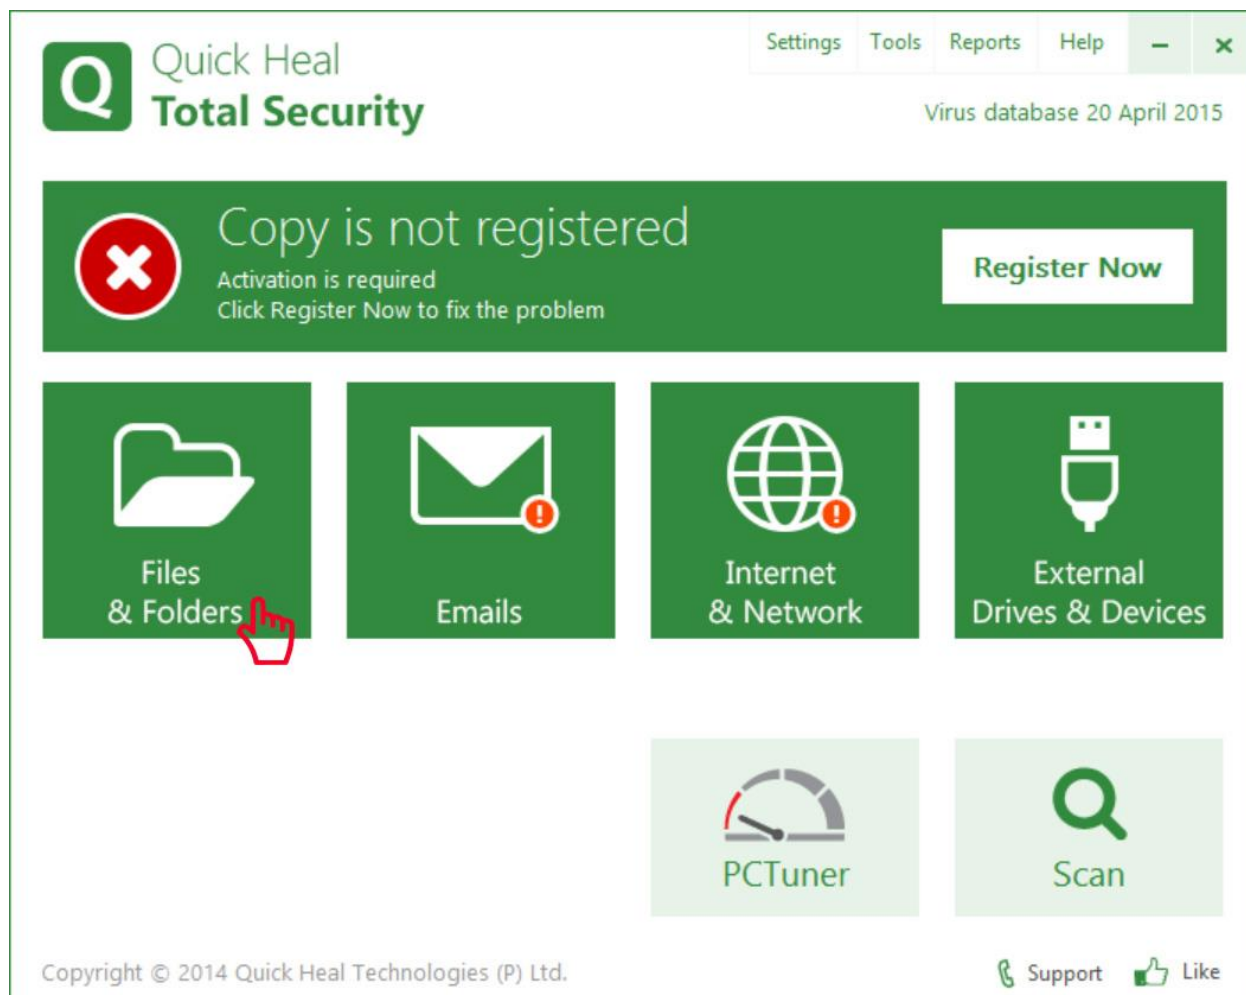 Quick Heal
Total Security
Settings Tools Reports Help
Virus database 20 April 2015
Copy is not registered
Activation is required
Click Register Now to fix the problem
Register Now
Files
& Folders
Emails
Internet
& Network
External
Drives & Devices
PCTuner
Scan
Copyright © 2014 Quick Heal Technologies (P) Ltd.
Support Like